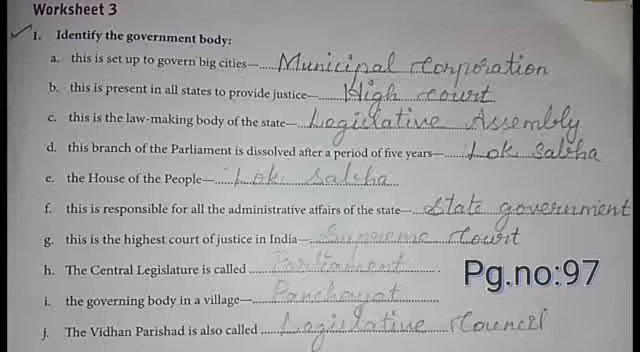 Worksheet 3
1. Identify the government body:
a. this is set up to govern big cities—.....Municipal Corporation
b. this is present in all states to provide justice—......High court
c. this is the law-making body of the state—Legislative Assembly
d. this branch of the Parliament is dissolved after a period of five years—......Lok Sabha
e. the House of the People—...Lok Sabha
f. this is responsible for all the administrative affairs of the state—..State government
g. this is the highest court of justice in India—...Supreme Court
h. The Central Legislature is called ......Parliament.......
Pg.no:97
i. the governing body in a village—......Panchayat.......
j. The Vidhan Parishad is also called ......Legislative Council